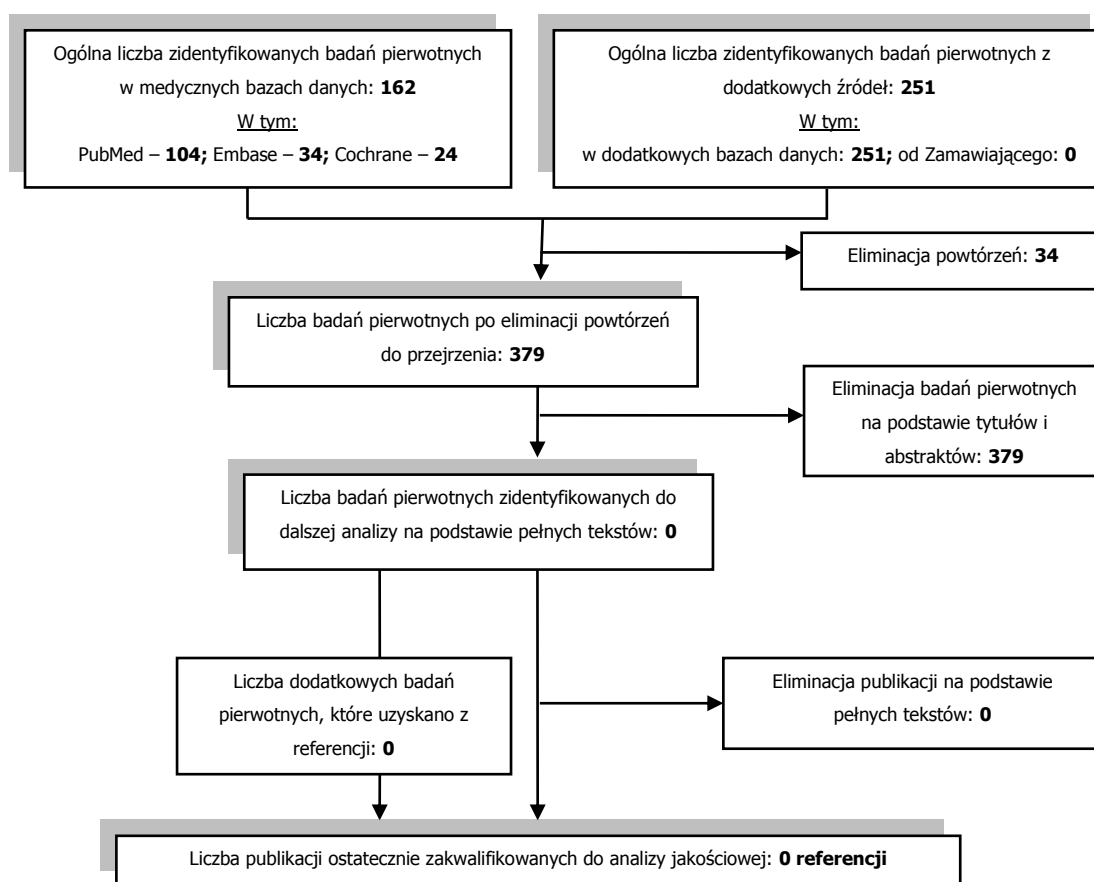 Ogólna liczba zidentyfikowanych badań pierwotnych
w medycznych bazach danych: 162
W tym:
PubMed – 104; Embase – 34; Cochrane – 24
Ogólna liczba zidentyfikowanych badań pierwotnych z
dodatkowych źródeł: 251
W tym:
w dodatkowych bazach danych: 251; od Zamawiającego: 0
Eliminacja powtórzeń: 34
Liczba badań pierwotnych po eliminacji powtórzeń
do przejrzenia: 379
Eliminacja badań pierwotnych
na podstawie tytułów i
abstraktów: 379
Liczba badań pierwotnych zidentyfikowanych do
dalszej analizy na podstawie pełnych tekstów: 0
Liczba dodatkowych badań
pierwotnych, które uzyskano z
referencji: 0
Eliminacja publikacji na podstawie
pełnych tekstów: 0
Liczba publikacji ostatecznie zakwalifikowanych do analizy jakościowej: 0 referencji